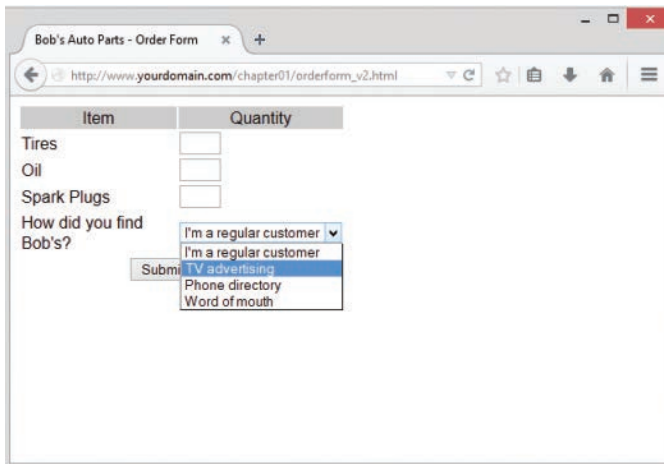 Bob's Auto Parts - Order Form
http://www.yourdomain.com/chapter01/orderform_v2.html
Item Quantity
Tires
Oil
Spark Plugs
How did you find
Bob's?
I'm a regular customer
I'm a regular customer
TV advertising
Phone directory
Word of mouth